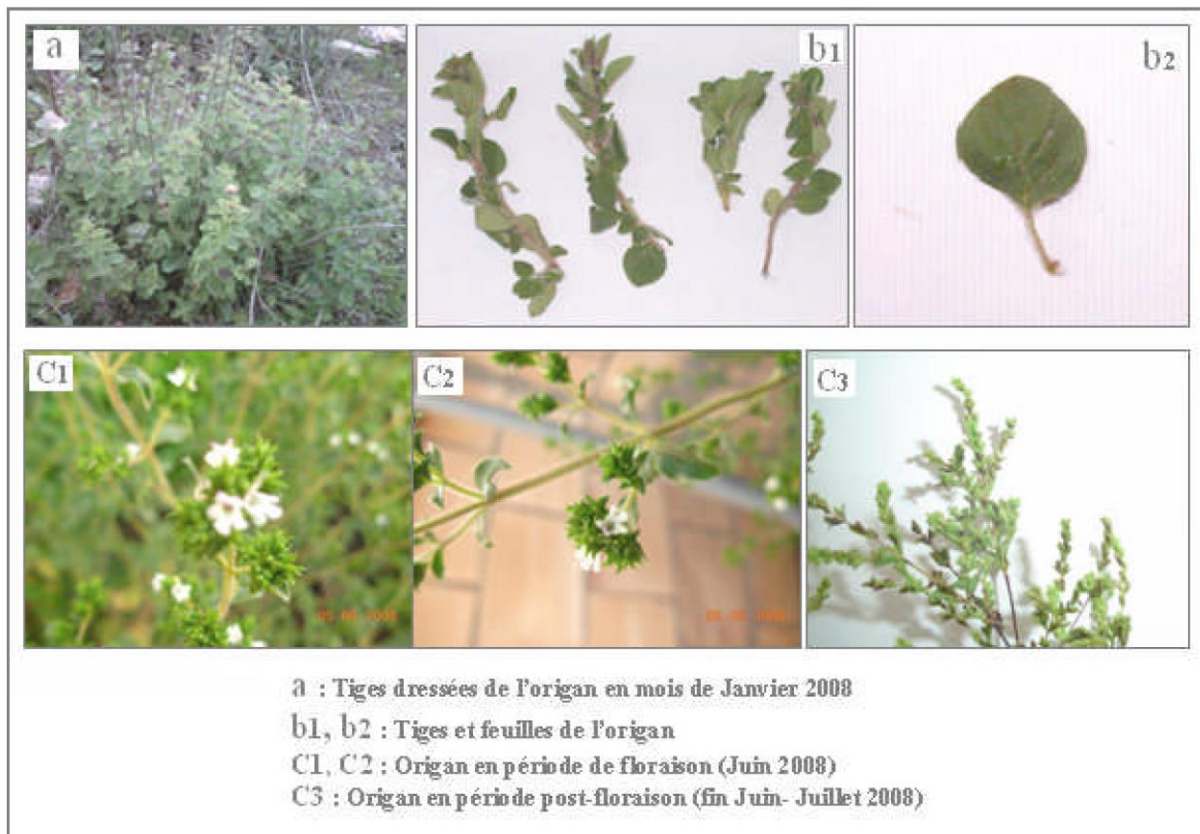 a
b1
b2
C1
C2
C3
a : Tiges dressées de l'origan en mois de Janvier 2008
b1, b2 : Tiges et feuilles de l'origan
C1, C2 : Origan en période de floraison (Juin 2008)
C3 : Origan en période post-floraison (fin Juin- Juillet 2008)